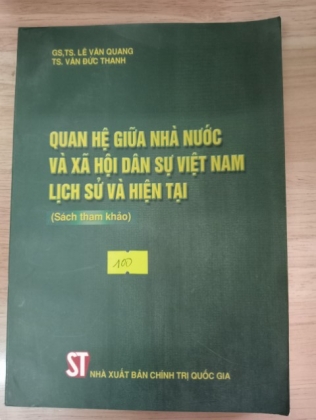 GS,TS. LÊ VĂN QUANG
TS. VĂN ĐỨC THANH
QUAN HỆ GIỮA NHÀ NƯỚC
VÀ XÃ HỘI DÂN SỰ VIỆT NAM
LỊCH SỬ VÀ HIỆN TẠI
(Sách tham khảo)
100
ST NHÀ XUẤT BẢN CHÍNH TRỊ QUỐC GIA